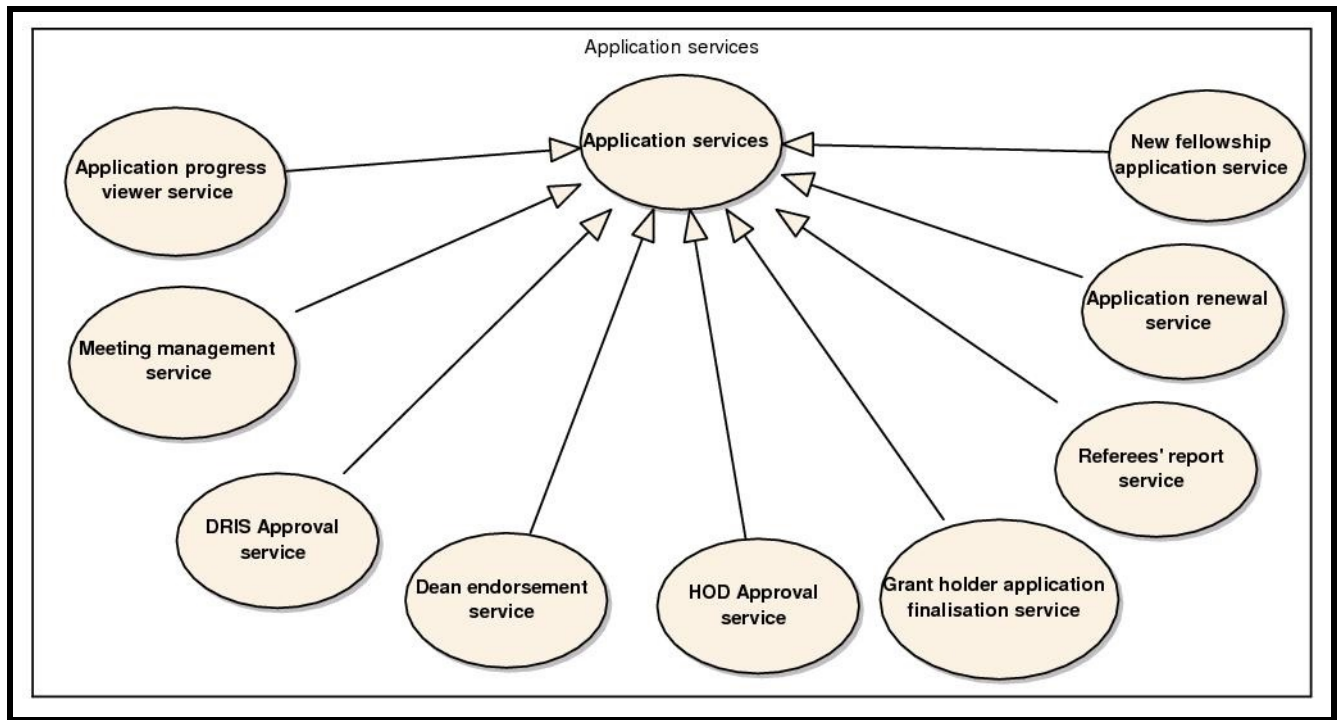 Application services
Application services
New fellowship
application service
Application progress
viewer service
Application renewal
service
Meeting management
service
Referees' report
service
DRIS Approval
service
Dean endorsement
service
HOD Approval
service
Grant holder application
finalisation service